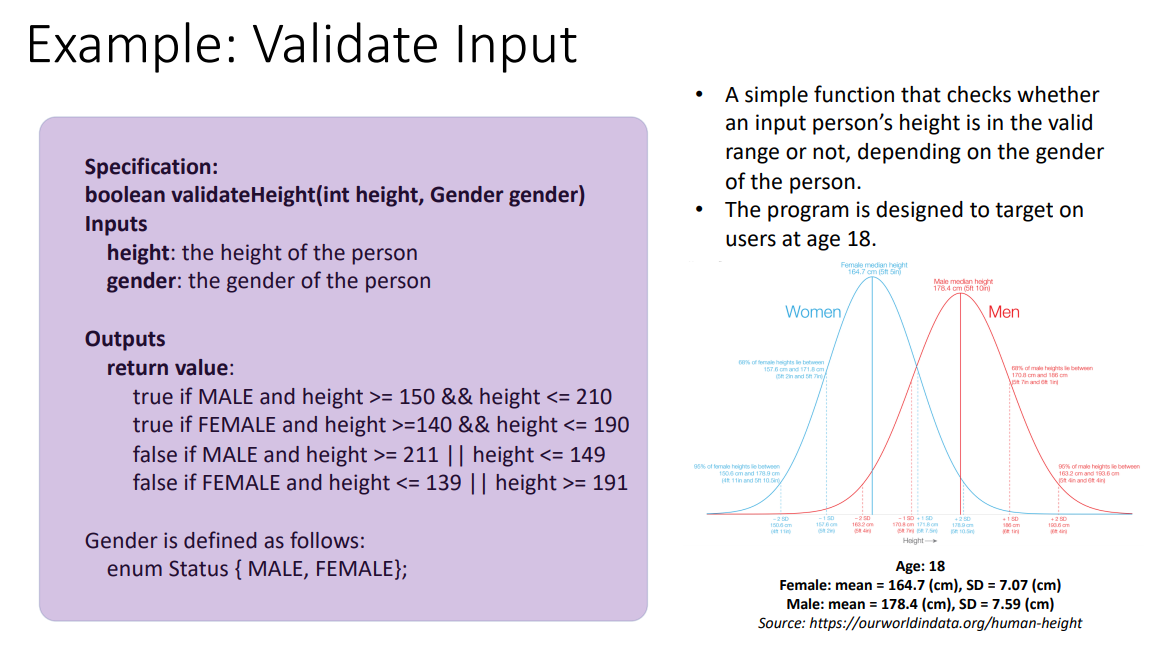 Example: Validate Input
Specification:
boolean validateHeight(int height, Gender gender)
Inputs
height: the height of the person
gender: the gender of the person
Outputs
return value:
true if MALE and height >= 150 && height <= 210
true if FEMALE and height >=140 && height <= 190
false if MALE and height >= 211 || height <= 149
false if FEMALE and height <= 139 || height >= 191
Gender is defined as follows:
enum Status { MALE, FEMALE};
• A simple function that checks whether
an input person’s height is in the valid
range or not, depending on the gender
of the person.
• The program is designed to target on
users at age 18.
Female median height
164.7 cm (5ft 5in)
Male median height
178.4 cm (5ft 10in)
Women
Men
68% of female heights lie between
157.6 cm and 171.8 cm
(5ft 2in and 5ft 7in)
68% of male heights lie between
170.8 cm and 186 cm
(5ft 7in and 6ft 1in)
95% of female heights lie between
150.6 cm and 178.9 cm
(4ft 11in and 5ft 10.5in)
95% of male heights lie between
163.2 cm and 193.6 cm
(5ft 4in and 6ft 4in)
- 2 SD
150.6 cm
(4ft 11in)
- 1 SD
157.6 cm
(5ft 2in)
- 2 SD
163.2 cm
(5ft 4in)
- 1 SD
170.8 cm
(5ft 7in)
+ 1 SD
171.8 cm
(5ft 7.5in)
+ 2 SD
178.9 cm
(5ft 10.5in)
+ 1 SD
186 cm
(6ft 1in)
+ 2 SD
193.6 cm
(6ft 4in)
Height
Age: 18
Female: mean = 164.7 (cm), SD = 7.07 (cm)
Male: mean = 178.4 (cm), SD = 7.59 (cm)
Source: https://ourworldindata.org/human-height